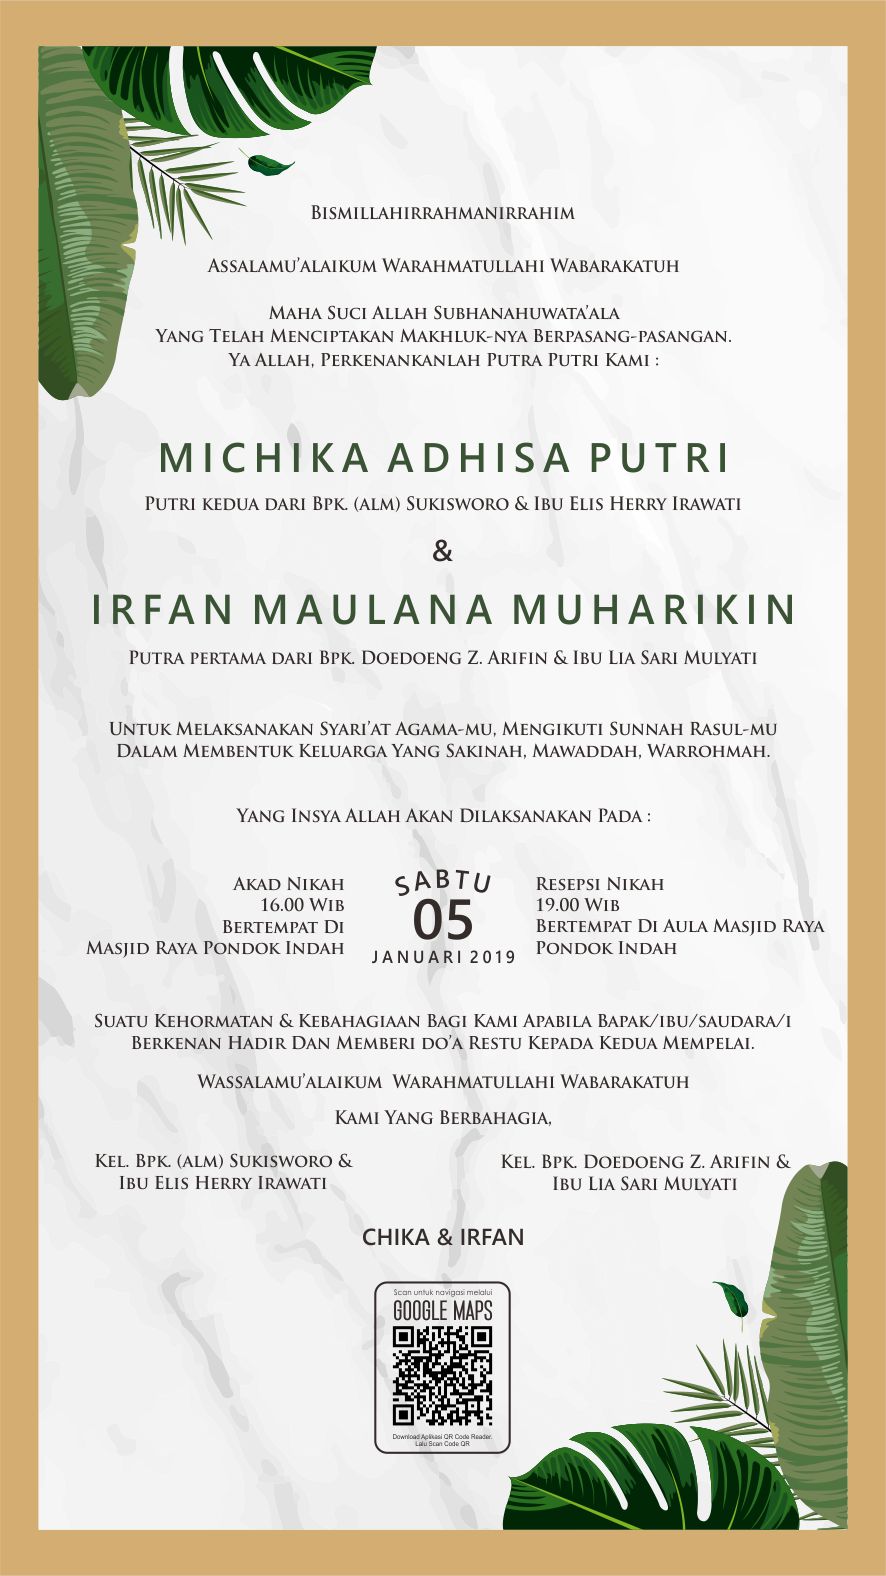 BISMILLAHIRRAHMANIRRAHIM
ASSALAMU'ALAIKUM WARAHMATULLAHI WABARAKATUH
MAHA SUCI ALLAH SUBHANAHUWATA'ALA
YANG TELAH MENCIPTAKAN MAKHLUK-NYA BERPASANG-PASANGAN.
YA ALLAH, PERKENANKANLAH PUTRA PUTRI KAMI :
MICHIKA ADHISA PUTRI
PUTRI KEDUA DARI BPK. (ALM) SUKISWORO & IBU ELIS HERRY IRAWATI
&
IRFAN MAULANA MUHARIKIN
PUTRA PERTAMA DARI BPK. DOEDOENG Z. ARIFIN & IBU LIA SARI MULYATI
UNTUK MELAKSANAKAN SYARI'AT AGAMA-MU, MENGIKUTI SUNNAH RASUL-MU
DALAM MEMBENTUK KELUARGA YANG SAKINAH, MAWADDAH, WARROHMAH.
YANG INSYA ALLAH AKAN DILAKSANAKAN PADA :
AKAD NIKAH
16.00 WIB
BERTEMPAT DI
MASJID RAYA PONDOK INDAH
SABTU
05
JANUARI 2019
RESEPSI NIKAH
19.00 WIB
BERTEMPAT DI AULA MASJID RAYA
PONDOK INDAH
SUATU KEHORMATAN & KEBAHAGIAAN BAGI KAMI APABILA BAPAK/IBU/SAUDARA/I
BERKENAN HADIR DAN MEMBERI DO'A RESTU KEPADA KEDUA MEMPELAI.
WASSALAMU'ALAIKUM WARAHMATULLAHI WABARAKATUH
KAMI YANG BERBAHAGIA,
KEL. BPK. (ALM) SUKISWORO &
IBU ELIS HERRY IRAWATI
KEL. BPK. DOEDOENG Z. ARIFIN &
IBU LIA SARI MULYATI
CHIKA & IRFAN
Scan untuk navigasi melalui
GOOGLE MAPS
Download Aplikasi QR Code Reader.
Lalu Scan Code QR